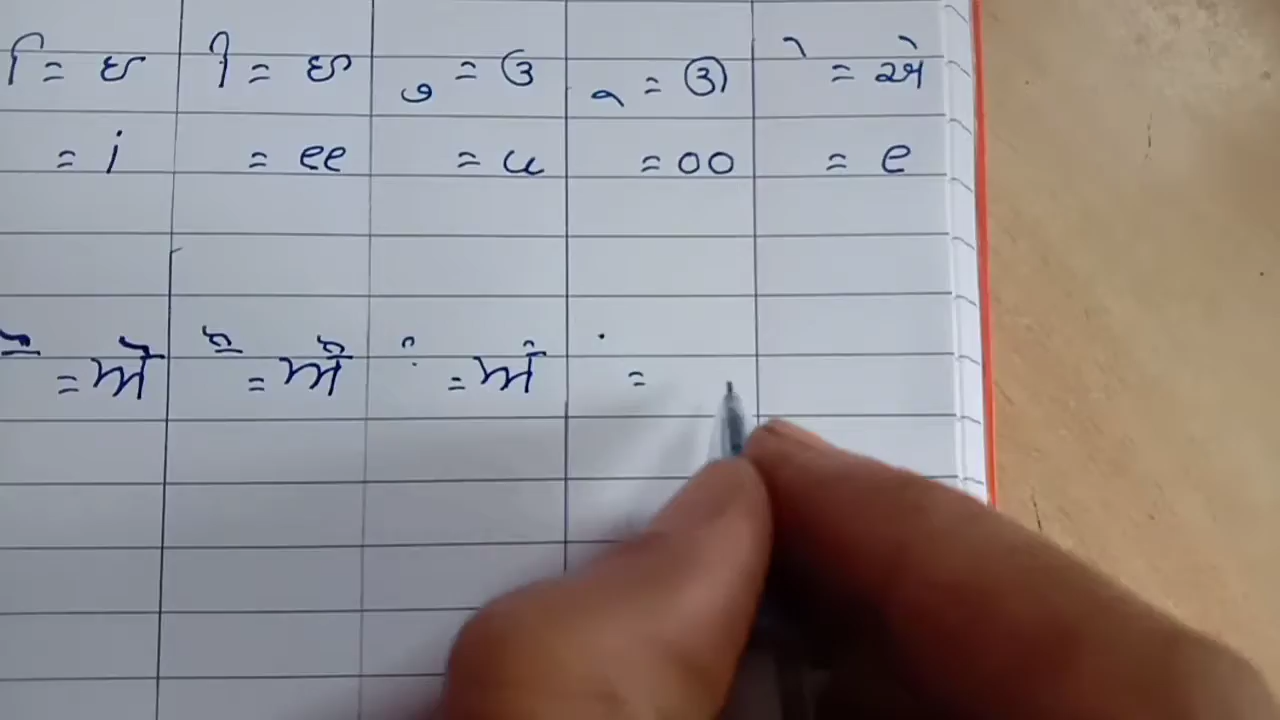 િ = ઇ ી = ઈ ુ = ઉ ૂ = ઊ ે = એ
= i = ee = u = oo = e
ੋ = ਅੋ ੌ = ਅੌ ੰ = ਅੰ ਂ =